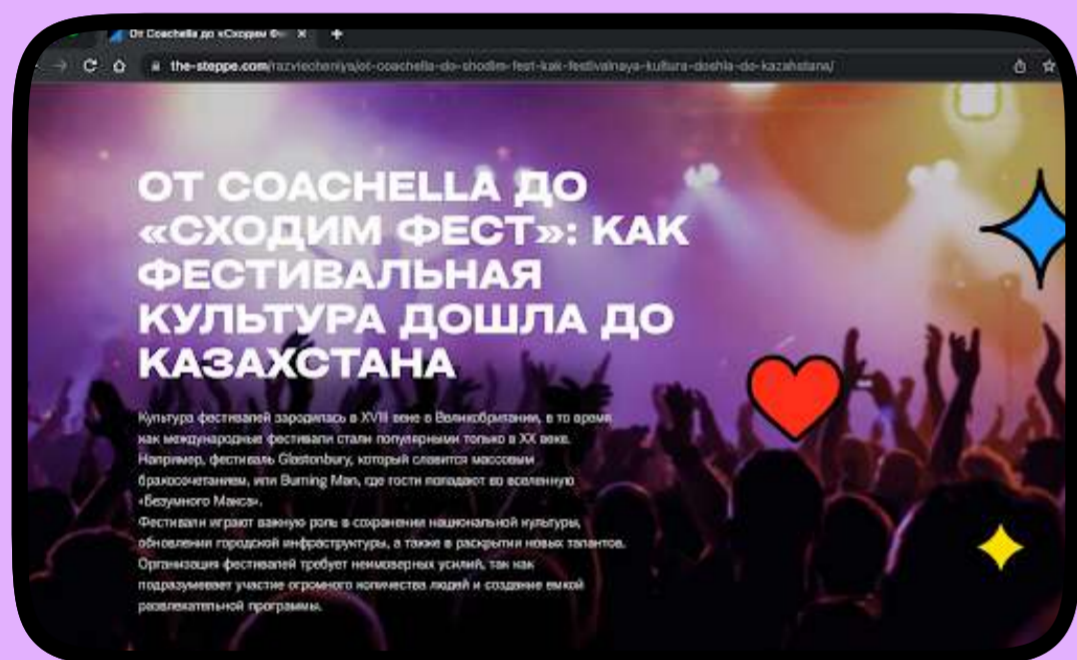 От Coachella до «Сходим Ф
the-steppe.com/razvlecheniya/ot-coachella-do-shodim-fest-kak-festivalnaya-kultura-doshla-do-kazahstana/
ОТ COACHELLA ДО
«СХОДИМ ФЕСТ»: КАК
ФЕСТИВАЛЬНАЯ
КУЛЬТУРА ДОШЛА ДО
КАЗАХСТАНА
Культура фестивалей зародилась в XVIII веке в Великобритании, в то время
как международные фестивали стали популярными только в XX веке.
Например, фестиваль Glastonbury, который славится массовым
бракосочетанием, или Burning Man, где гости попадают во вселенную
«Безумного Макса».
Фестивали играют важную роль в сохранении национальной культуры,
обновлении городской инфраструктуры, а также в раскрытии новых талантов.
Организация фестивалей требует неимоверных усилий, так как
подразумевает участие огромного количества людей и создание емкой
развлекательной программы.